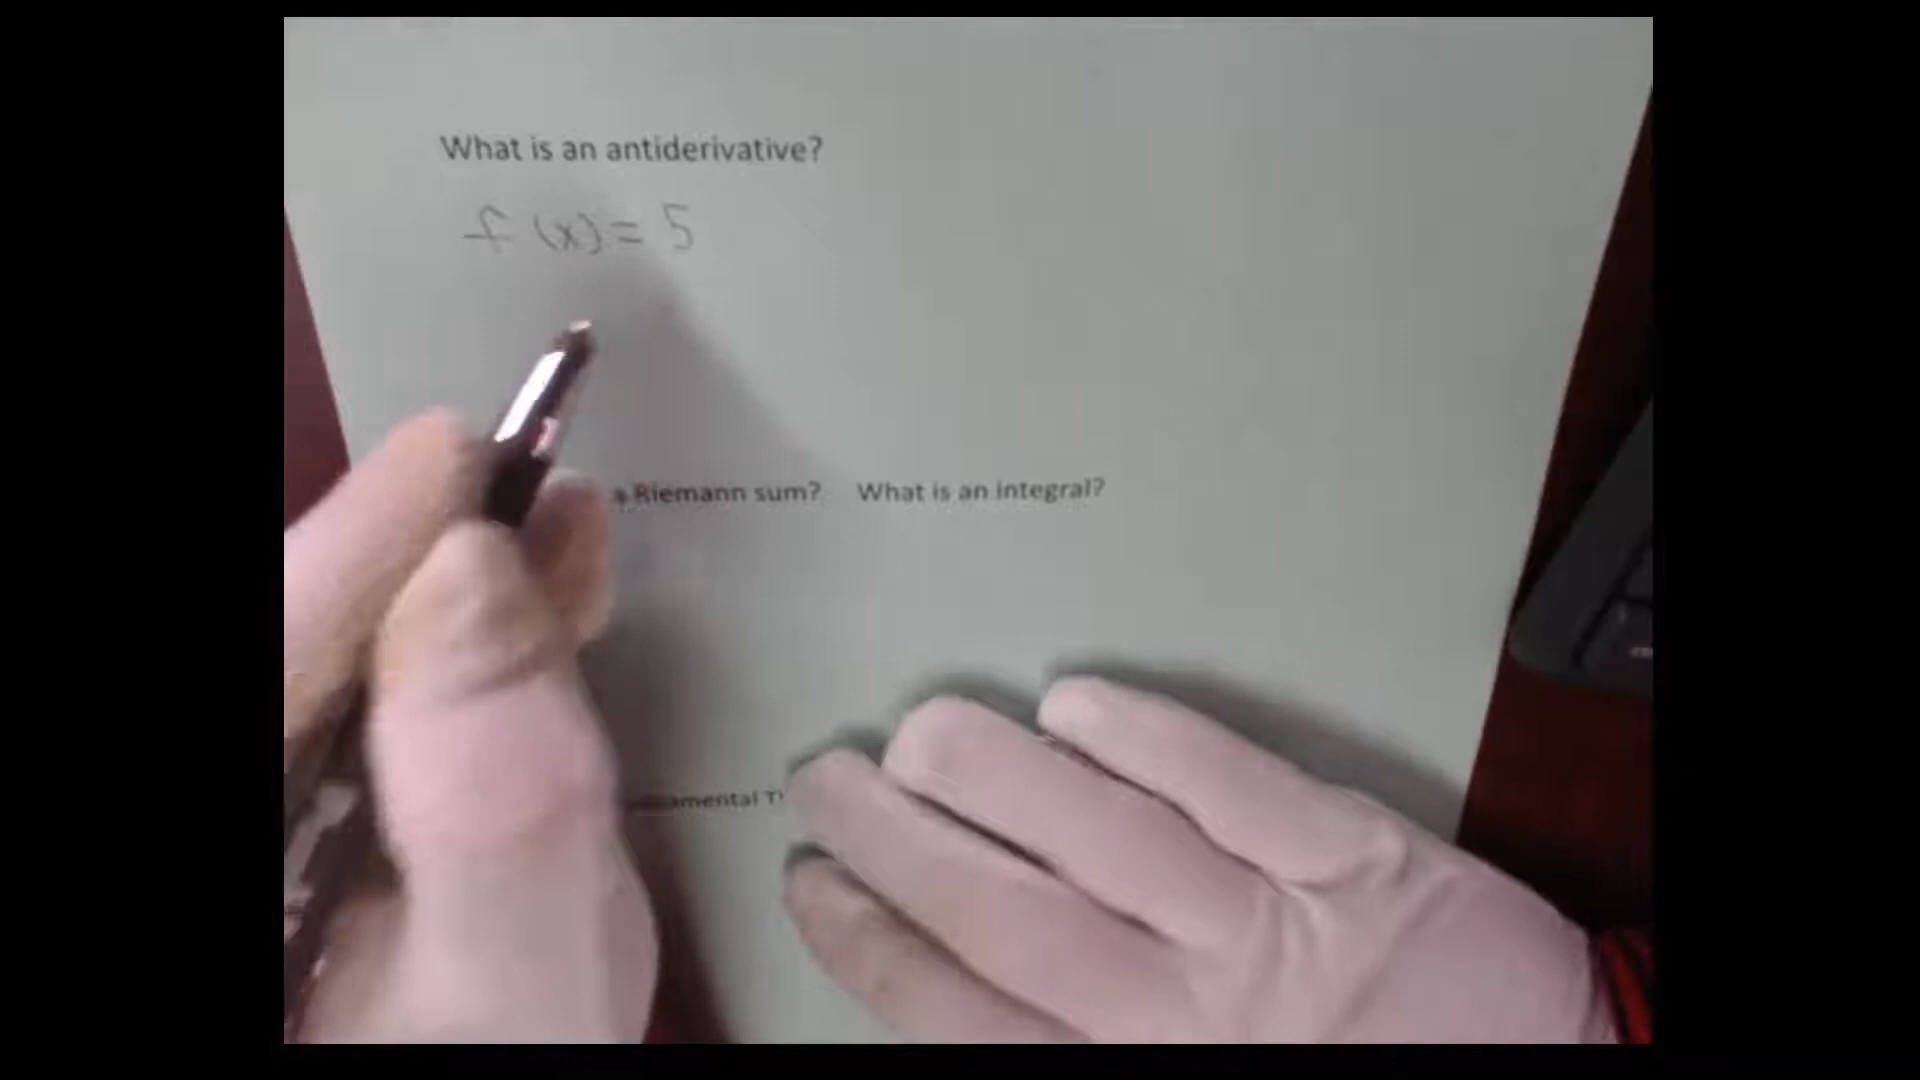 What is an antiderivative?
f (x) = 5
a Riemann sum? What is an integral?